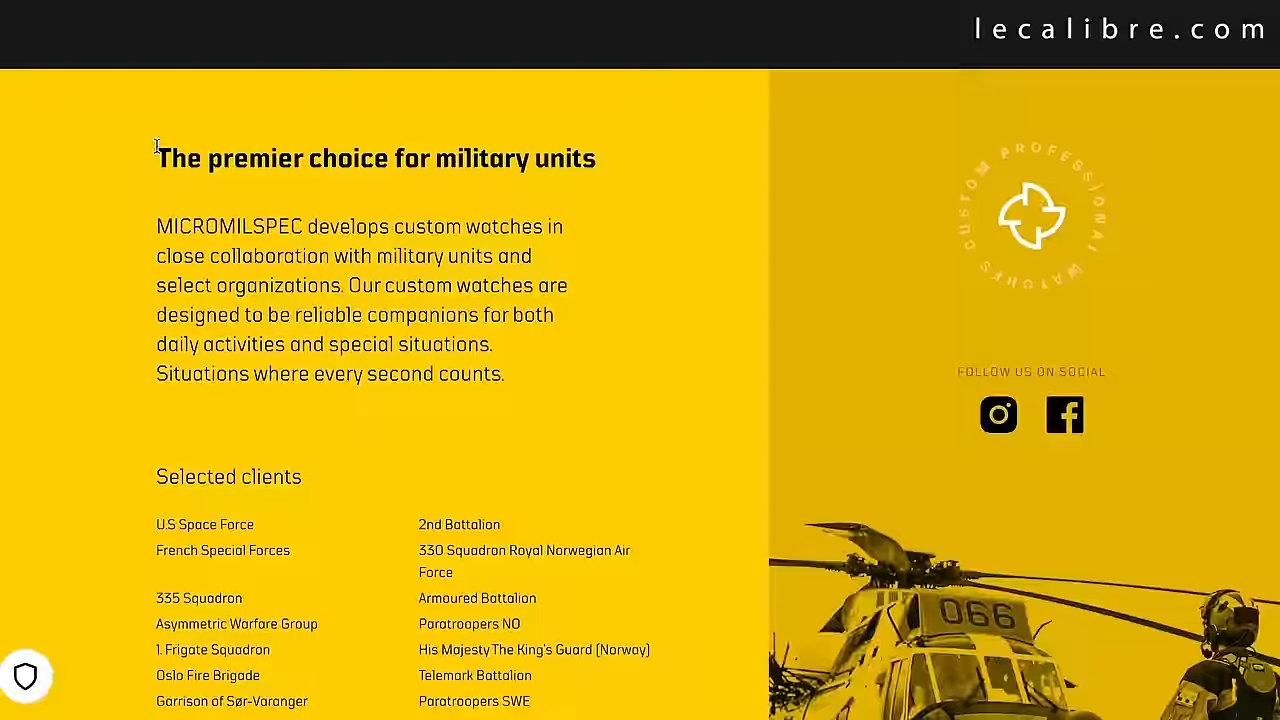 lecalibre.com
The premier choice for military units
MICROMILSPEC develops custom watches in
close collaboration with military units and
select organizations. Our custom watches are
designed to be reliable companions for both
daily activities and special situations.
Situations where every second counts.
Selected clients
U.S Space Force
French Special Forces
335 Squadron
Asymmetric Warfare Group
1. Frigate Squadron
Oslo Fire Brigade
Garrison of Sør-Varanger
2nd Battalion
330 Squadron Royal Norwegian Air
Force
Armoured Battalion
Paratroopers NO
His Majesty The King's Guard (Norway)
Telemark Battalion
Paratroopers SWE
CUSTOM PROFESSIONAL WATCHES
FOLLOW US ON SOCIAL
066